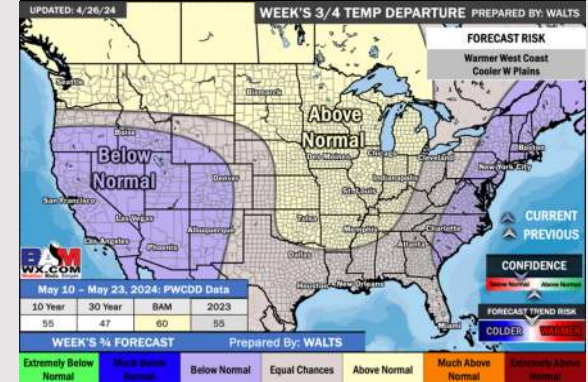 UPDATED: 4/26/24
WEEK'S 3/4 TEMP DEPARTURE PREPARED BY: WALTS
FORECAST RISK
Warmer West Coast
Cooler W Plains
Seattle
Bismarck
Boise
Above
Normal
Below
Normal
Des Moines
Chicago
Cleveland
Boston
New York City
Indianapolis
Denver
St. Louis
San Francisco
Las Vegas
Tulsa
Memphis
Charlotte
Los Angeles
Albuquerque
Phoenix
Atlanta
Dallas
Houston
New Orleans
Miami
CURRENT
PREVIOUS
BAM
WX.COM
CONFIDENCE
Below Normal Above Normal
FORECAST TREND RISK
COLDER WARMER
May 10 – May 23, 2024: PWCDD Data
10 Year 30 Year BAM 2023
55 47 60 55
WEEK'S ¾ FORECAST Prepared By: WALTS
Extremely Below Normal
Much Below Normal
Below Normal
Equal Chances
Above Normal
Much Above Normal
Extremely Above Normal